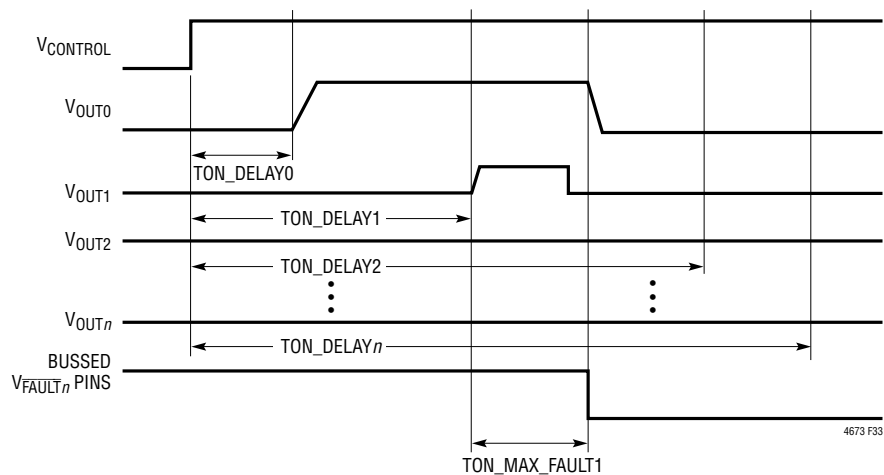 VCONTROL
VOUT0
TON_DELAY0
VOUT1
TON_DELAY1
VOUT2
TON_DELAY2
VOUTn
TON_DELAYn
BUSSED
VFAULTn PINS
4673 F33
TON_MAX_FAULT1